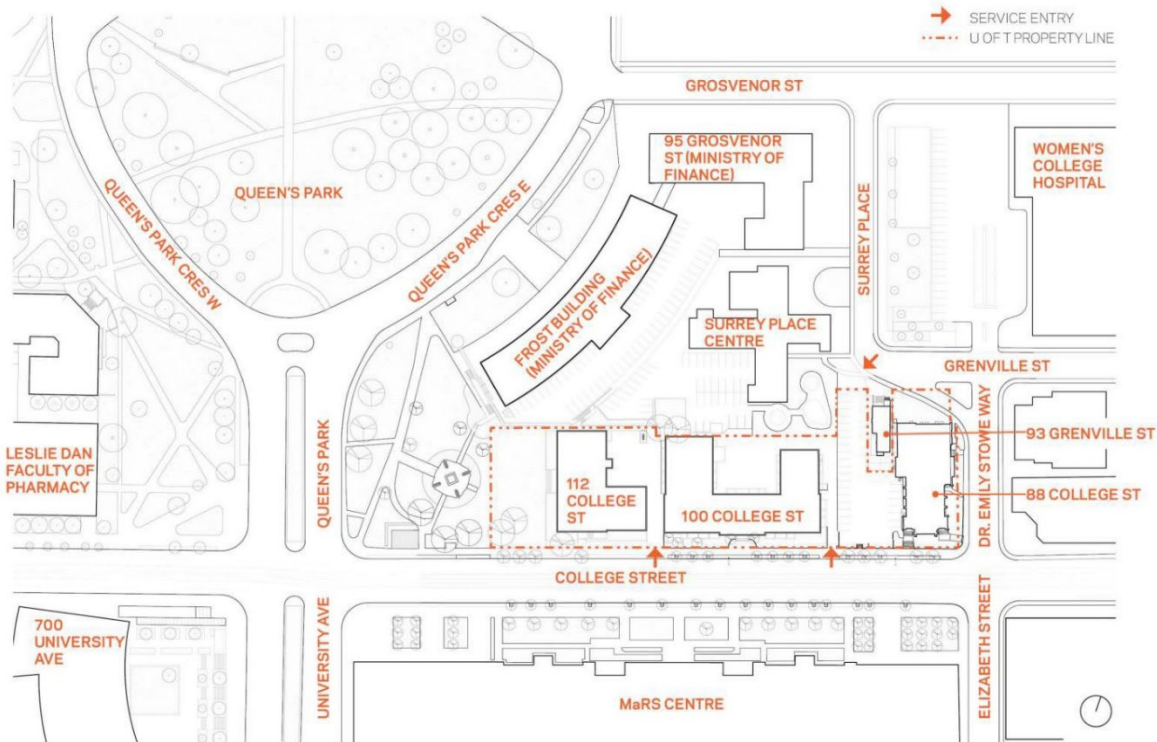 SERVICE ENTRY
U OF T PROPERTY LINE
GROSVENOR ST
95 GROSVENOR
ST (MINISTRY OF
FINANCE)
WOMEN'S
COLLEGE
HOSPITAL
QUEEN'S PARK
QUEEN'S PARK CRES W
QUEEN'S PARK CRES E
SURREY PLACE
FROST BUILDING
(MINISTRY OF FINANCE)
SURREY PLACE
CENTRE
GRENVILLE ST
93 GRENVILLE ST
LESLIE DAN
FACULTY OF
PHARMACY
QUEEN'S PARK
112
COLLEGE
ST
100 COLLEGE ST
88 COLLEGE ST
DR. EMILY STOWE WAY
COLLEGE STREET
700
UNIVERSITY
AVE
UNIVERSITY AVE
ELIZABETH STREET
MaRS CENTRE